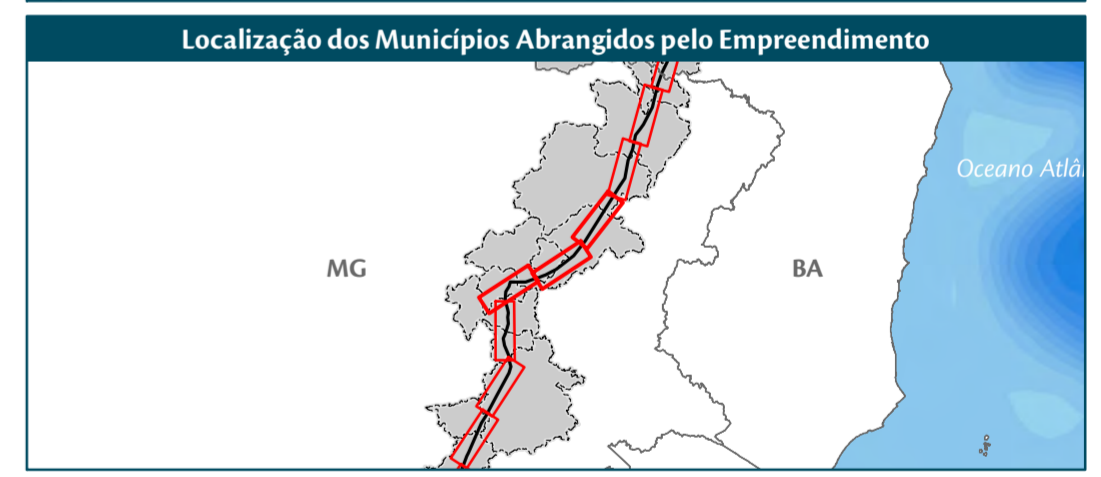 Localização dos Municípios Abrangidos pelo Empreendimento
Oceano Atlâ
MG
BA